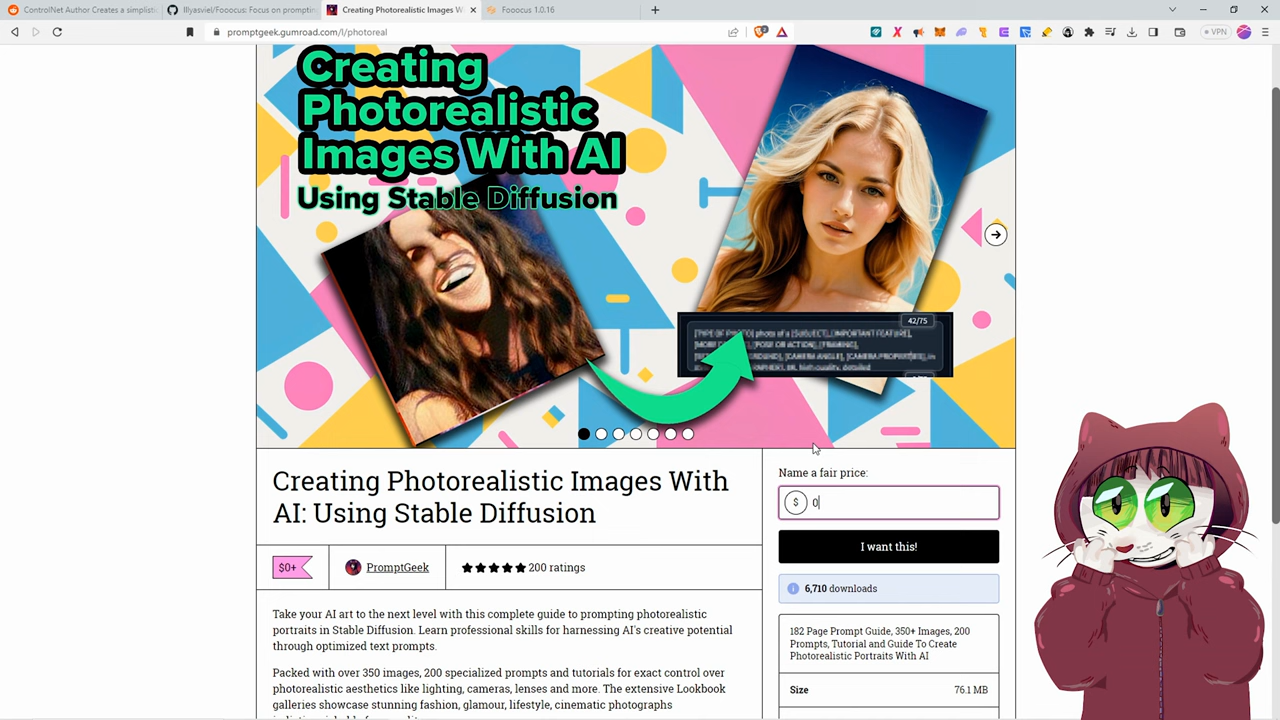 ControlNet Author Creates a simplisti
lllyasviel/Fooocus: Focus on promptin
Creating Photorealistic Images W
Fooocus 1.0.16
promptgeek.gumroad.com/l/photoreal
VPN
Creating
Photorealistic
Images With AI
Using Stable Diffusion
42/75
Creating Photorealistic Images With
AI: Using Stable Diffusion
$0+
PromptGeek
200 ratings
Take your AI art to the next level with this complete guide to prompting photorealistic
portraits in Stable Diffusion. Learn professional skills for harnessing AI's creative potential
through optimized text prompts.
Packed with over 350 images, 200 specialized prompts and tutorials for exact control over
photorealistic aesthetics like lighting, cameras, lenses and more. The extensive Lookbook
galleries showcase stunning fashion, glamour, lifestyle, cinematic photographs
Name a fair price:
$ 0
I want this!
6,710 downloads
182 Page Prompt Guide, 350+ Images, 200
Prompts, Tutorial and Guide To Create
Photorealistic Portraits With AI
Size 76.1 MB